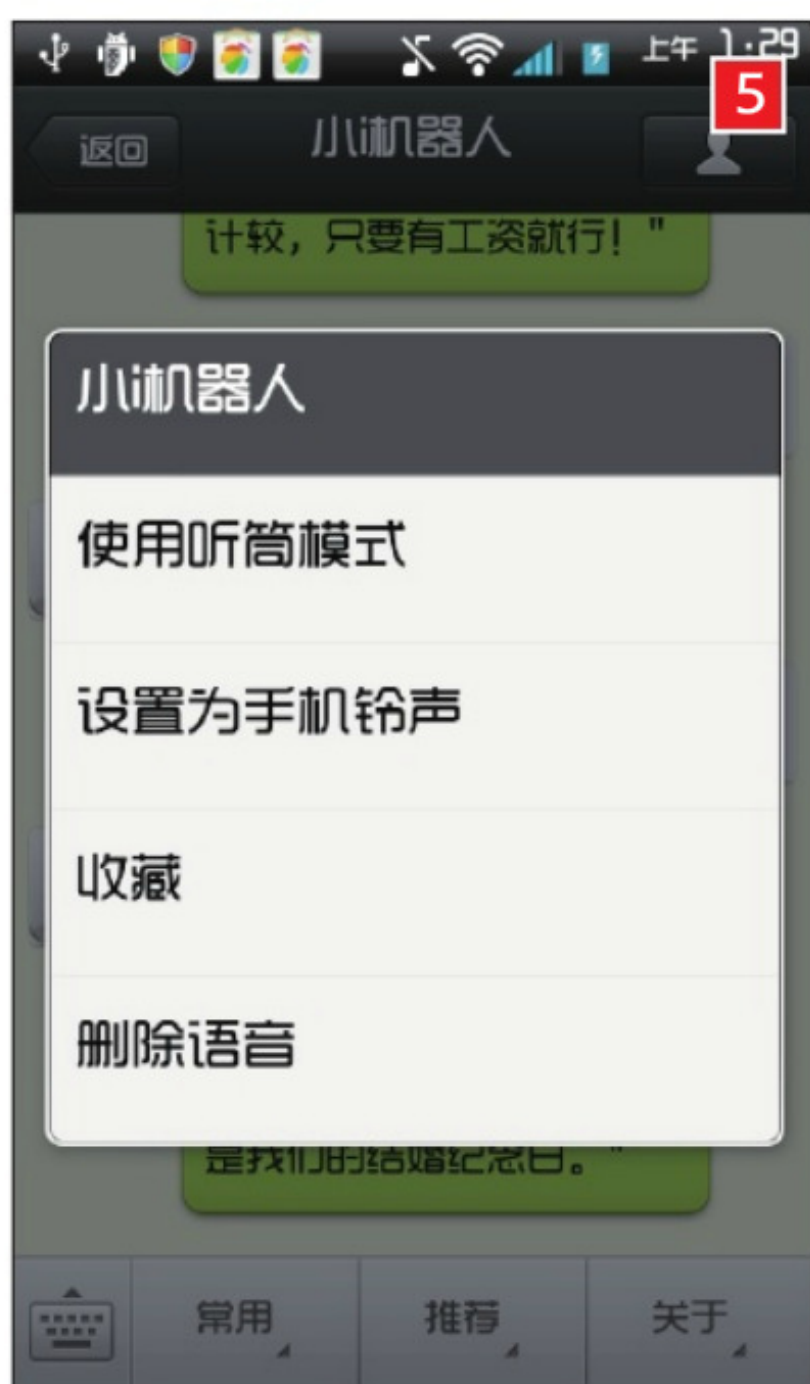 上午 1:29
5
返回
小i机器人
计较，只要有工资就行！"
小i机器人
使用听筒模式
设置为手机铃声
收藏
删除语音
是我们的结婚纪念日。"
常用
推荐
关于